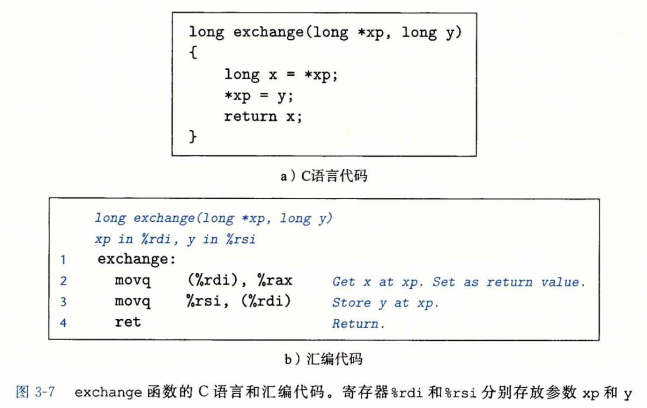 long exchange(long *xp, long y)
{
    long x = *xp;
    *xp = y;
    return x;
}
a）C语言代码
long exchange(long *xp, long y)
xp in %rdi, y in %rsi
1 exchange:
2 movq (%rdi), %rax Get x at xp. Set as return value.
3 movq %rsi, (%rdi) Store y at xp.
4 ret Return.
b）汇编代码
图 3-7 exchange 函数的 C 语言和汇编代码。寄存器%rdi 和%rsi 分别存放参数 xp 和 y